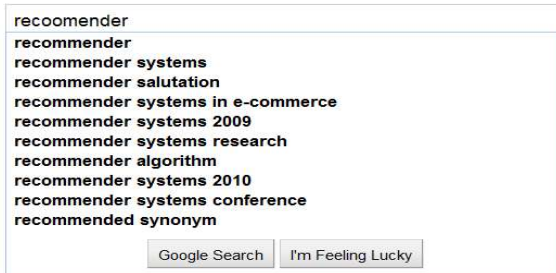 recoomender
recommender
recommender systems
recommender salutation
recommender systems in e-commerce
recommender systems 2009
recommender systems research
recommender algorithm
recommender systems 2010
recommender systems conference
recommended synonym
Google Search I'm Feeling Lucky